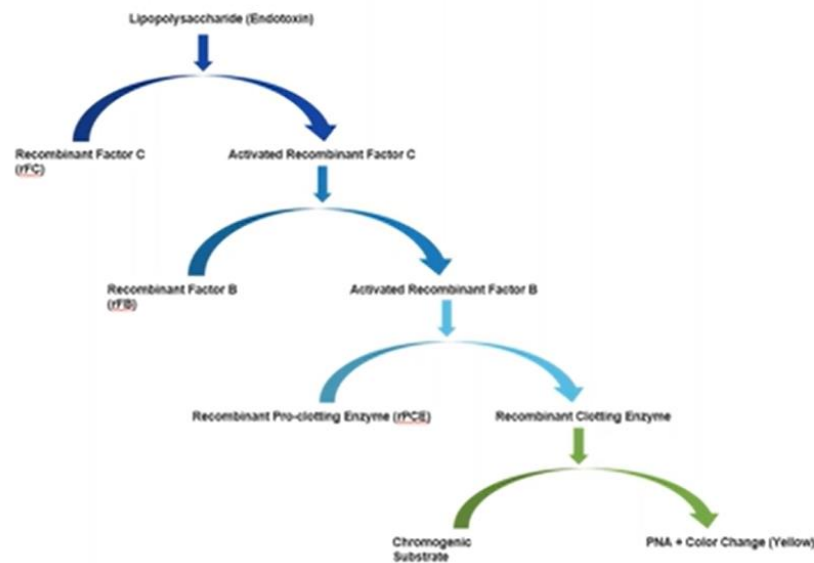 Lipopolysaccharide (Endotoxin)
Recombinant Factor C
(rFC)
Activated Recombinant Factor C
Recombinant Factor B
(rFB)
Activated Recombinant Factor B
Recombinant Pro-clotting Enzyme (rPCE)
Recombinant Clotting Enzyme
Chromogenic
Substrate
PNA + Color Change (Yellow)